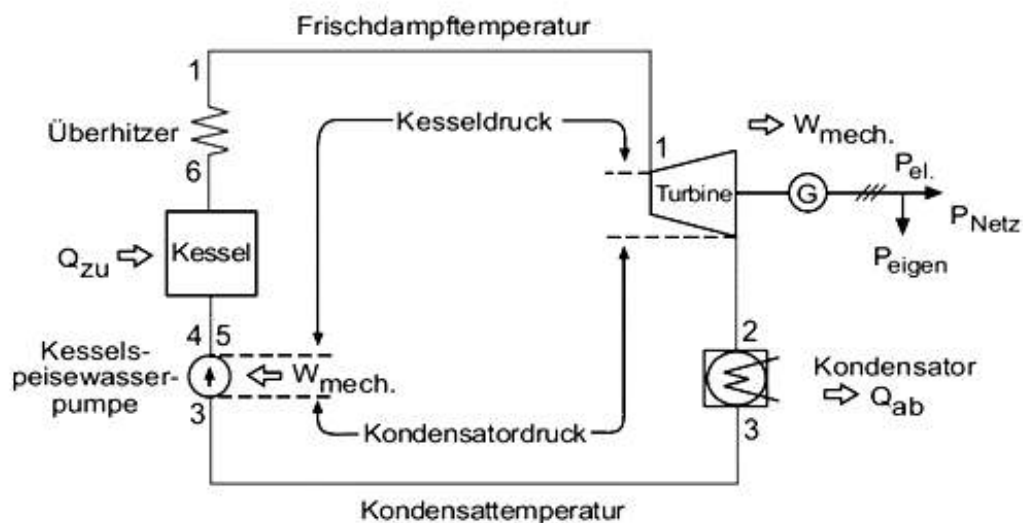 Frischdampftemperatur
1
Überhitzer
6
Kesseldruck
1
W mech.
Turbine
G
P el.
P Netz
P eigen
Q zu
Kessel
4 5
Kessels-
peisewasser-
pumpe
3
W mech.
2
Kondensator
Q ab
3
Kondensatordruck
Kondensattemperatur